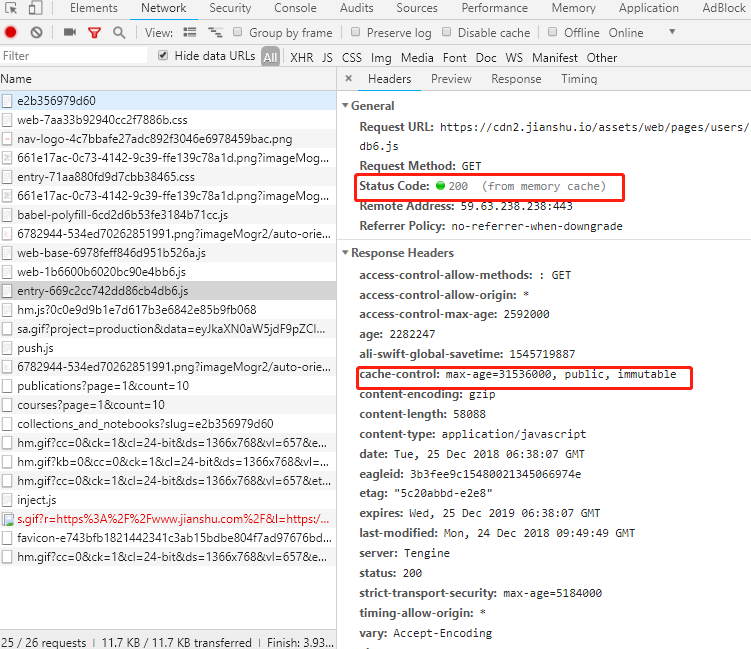 Elements Network Security Console Audits Sources Performance Memory Application AdBlock
View: Group by frame Preserve log Disable cache Offline Online
Filter Hide data URLs All XHR JS CSS Img Media Font Doc WS Manifest Other
Name
e2b356979d60
web-7aa33b92940cc2f7886b.css
nav-logo-4c7bbafe27adc892f3046e6978459bac.png
661e17ac-0c73-4142-9c39-ffe139c78a1d.png?imageMog...
entry-71aa880fd9d7cbb38465.css
661e17ac-0c73-4142-9c39-ffe139c78a1d.png?imageMog...
babel-polyfill-6cd2d6b53fe3184b71cc.js
6782944-534ed70262851991.png?imageMogr2/auto-orie...
web-base-6978feff846d951b526a.js
web-1b6600b6020bc90e4bb6.js
entry-669c2cc742dd86cb4db6.js
hm.js?0c0e9d9b1e7d617b3e6842e85b9fb068
sa.gif?project=production&data=eyJkaXN0aW5jdF9pZCI...
push.js
6782944-534ed70262851991.png?imageMogr2/auto-orie...
publications?page=1&count=10
courses?page=1&count=10
collections_and_notebooks?slug=e2b356979d60
hm.gif?cc=0&ck=1&cl=24-bit&ds=1366x768&vl=657&e...
hm.gif?kb=0&cc=0&ck=1&cl=24-bit&ds=1366x768&vl=...
hm.gif?cc=0&ck=1&cl=24-bit&ds=1366x768&vl=657&et...
inject.js
s.gif?r=https%3A%2F%2Fwww.jianshu.com%2F&l=https:/...
favicon-e743bfb1821442341c3ab15bdbe804f7ad97676bd...
hm.gif?cc=0&ck=1&cl=24-bit&ds=1366x768&vl=657&e...
25 / 26 requests | 11.7 KB / 11.7 KB transferred | Finish: 3.93...
× Headers Preview Response Timing
General
Request URL: https://cdn2.jianshu.io/assets/web/pages/users/
db6.js
Request Method: GET
Status Code: 200 (from memory cache)
Remote Address: 59.63.238.238:443
Referrer Policy: no-referrer-when-downgrade
Response Headers
access-control-allow-methods: : GET
access-control-allow-origin: *
access-control-max-age: 2592000
age: 2282247
ali-swift-global-savetime: 1545719887
cache-control: max-age=31536000, public, immutable
content-encoding: gzip
content-length: 58088
content-type: application/javascript
date: Tue, 25 Dec 2018 06:38:07 GMT
eagleid: 3b3fee9c15480021345066974e
etag: "5c20abbd-e2e8"
expires: Wed, 25 Dec 2019 06:38:07 GMT
last-modified: Mon, 24 Dec 2018 09:49:49 GMT
server: Tengine
status: 200
strict-transport-security: max-age=5184000
timing-allow-origin: *
vary: Accept-Encoding